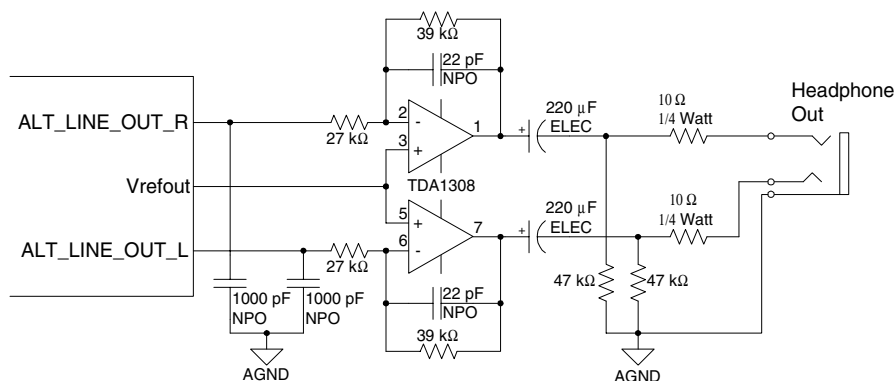 39 kΩ
22 pF
NPO
ALT_LINE_OUT_R
27 kΩ
2
-
3
+
1
TDA1308
+
220 µF
ELEC
10 Ω
1/4 Watt
Headphone
Out
Vrefout
ALT_LINE_OUT_L
27 kΩ
5
+
6
-
7
+
220 µF
ELEC
10 Ω
1/4 Watt
1000 pF
NPO
1000 pF
NPO
22 pF
NPO
39 kΩ
47 kΩ
47 kΩ
AGND
AGND